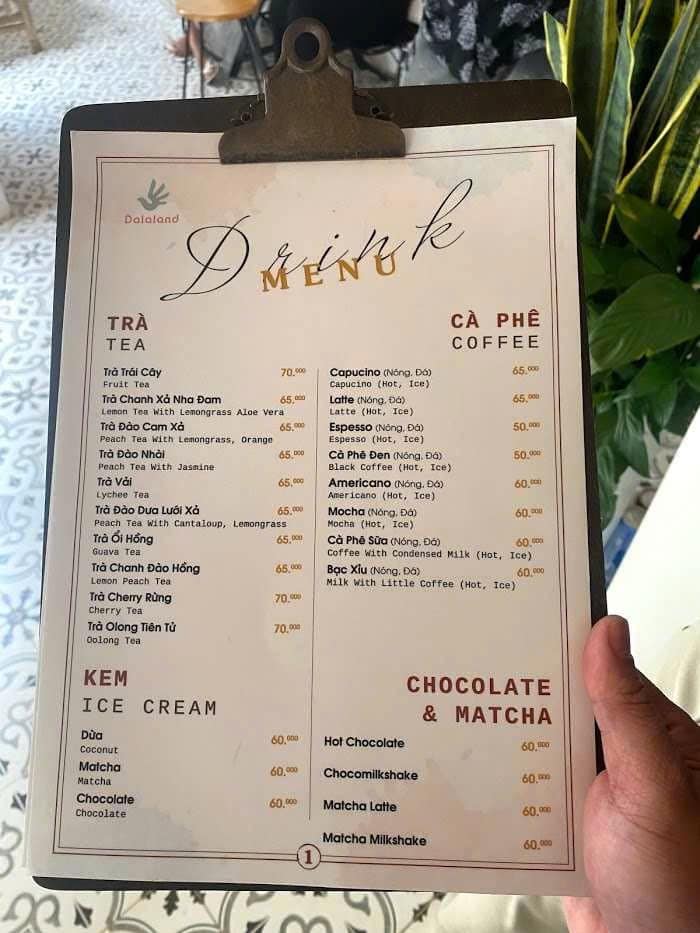 Dalaland
Drink
MENU
TRÀ
TEA
Trà Trái Cây 70.000
Fruit Tea
Trà Chanh Xả Nha Đam 65.000
Lemon Tea With Lemongrass Aloe Vera
Trà Đào Cam Xả 65.000
Peach Tea With Lemongrass, Orange
Trà Đào Nhài 65.000
Peach Tea With Jasmine
Trà Vải 65.000
Lychee Tea
Trà Đào Dưa Lưới Xả 65.000
Peach Tea With Cantaloup, Lemongrass
Trà Ổi Hồng 65.000
Guava Tea
Trà Chanh Đào Hồng 65.000
Lemon Peach Tea
Trà Cherry Rừng 70.000
Cherry Tea
Trà Olong Tiên Tử 70.000
Oolong Tea
KEM
ICE CREAM
Dừa 60.000
Coconut
Matcha 60.000
Matcha
Chocolate 60.000
Chocolate
CÀ PHÊ
COFFEE
Capucino (Nóng, Đá) 65.000
Capucino (Hot, Ice)
Latte (Nóng, Đá) 65.000
Latte (Hot, Ice)
Espesso (Nóng, Đá) 50.000
Espesso (Hot, Ice)
Cà Phê Đen (Nóng, Đá) 50.000
Black Coffee (Hot, Ice)
Americano (Nóng, Đá) 60.000
Americano (Hot, Ice)
Mocha (Nóng, Đá) 60.000
Mocha (Hot, Ice)
Cà Phê Sữa (Nóng, Đá) 60.000
Coffee With Condensed Milk (Hot, Ice)
Bạc Xỉu (Nóng, Đá) 60.000
Milk With Little Coffee (Hot, Ice)
CHOCOLATE
& MATCHA
Hot Chocolate 60.000
Chocomilkshake 60.000
Matcha Latte 60.000
Matcha Milkshake 60.000
1